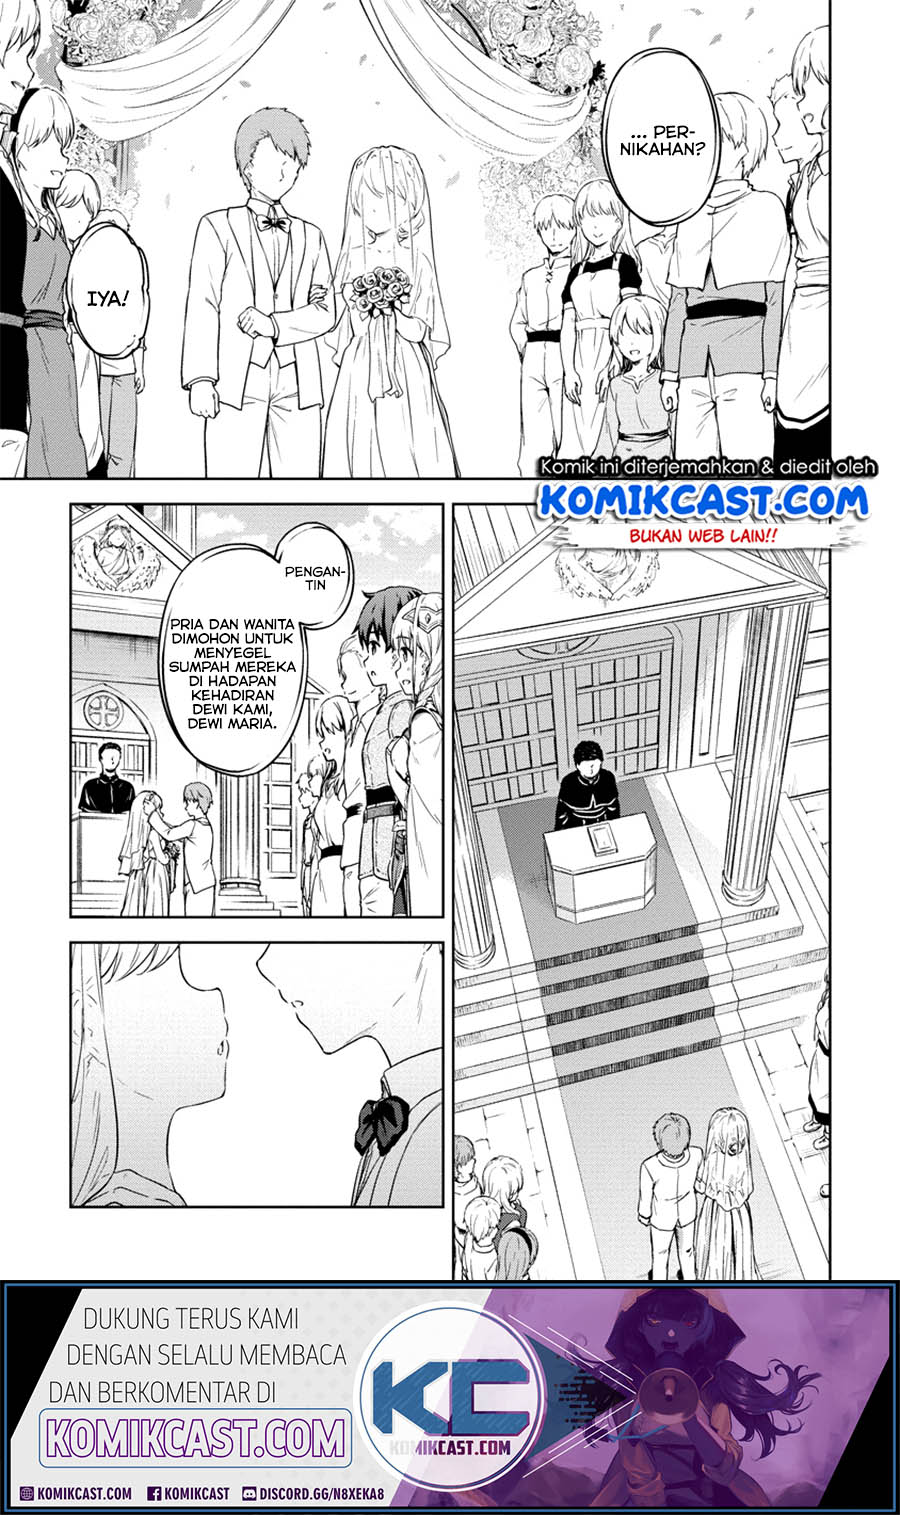 ... PER-
NIKAHAN?
IYA!
Komik ini diterjemahkan & diedit oleh
KOMIKCAST.COM
BUKAN WEB LAIN!!
PENGAN-
TIN
PRIA DAN WANITA
DIMOHON UNTUK
MENYEGEL
SUMPAH MEREKA
DI HADAPAN
KEHADIRAN
DEWI KAMI,
DEWI MARIA.
DUKUNG TERUS KAMI
DENGAN SELALU MEMBACA
DAN BERKOMENTAR DI
KOMIKCAST.COM
KOMIKCAST.COM KOMIKCAST DISCORD.GG/N8XEKA8
KC
KOMIKCAST.COM